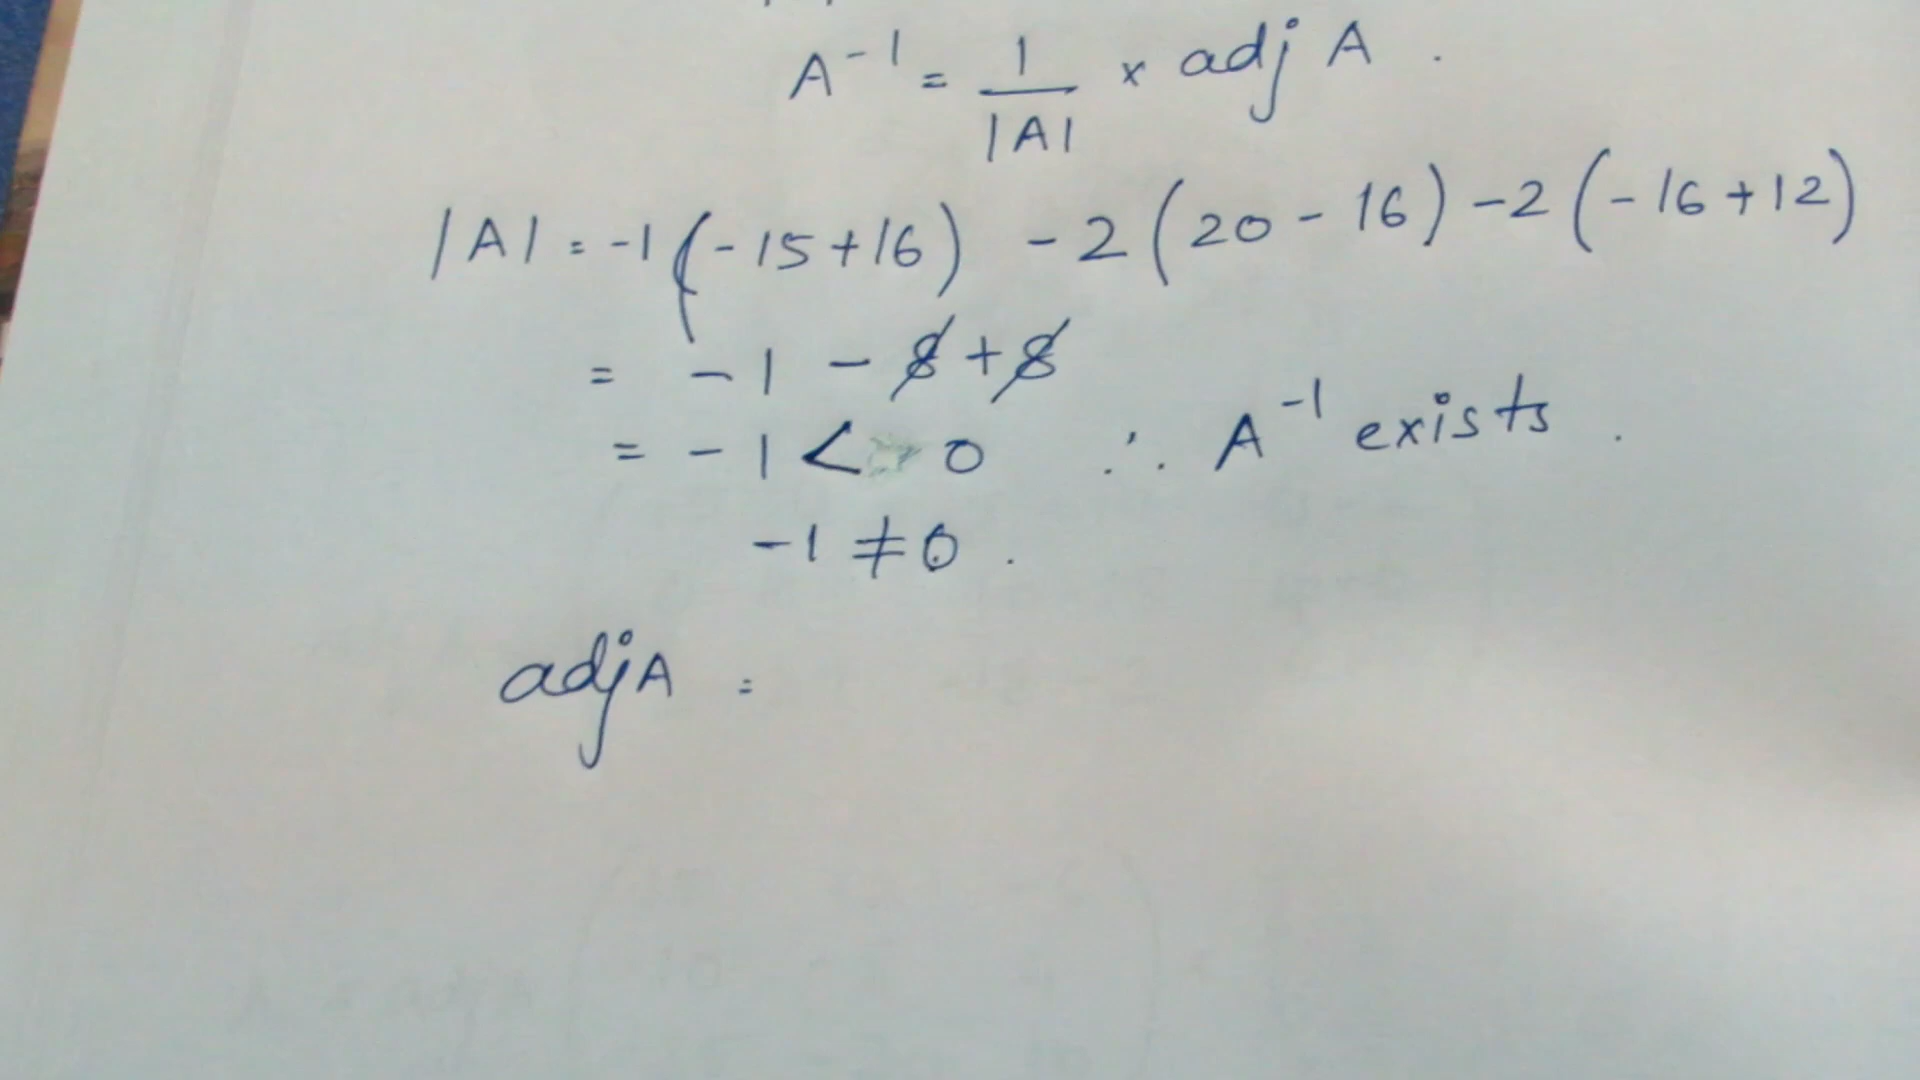 A⁻¹ = 1/|A| × adj A .
|A| = -1 (-15+16) - 2 (20 - 16) - 2 (-16+12)
= - 1 - 8 + 8
= - 1 < 0 ∴ A⁻¹ exists .
-1 ≠ 0 .
adj A =